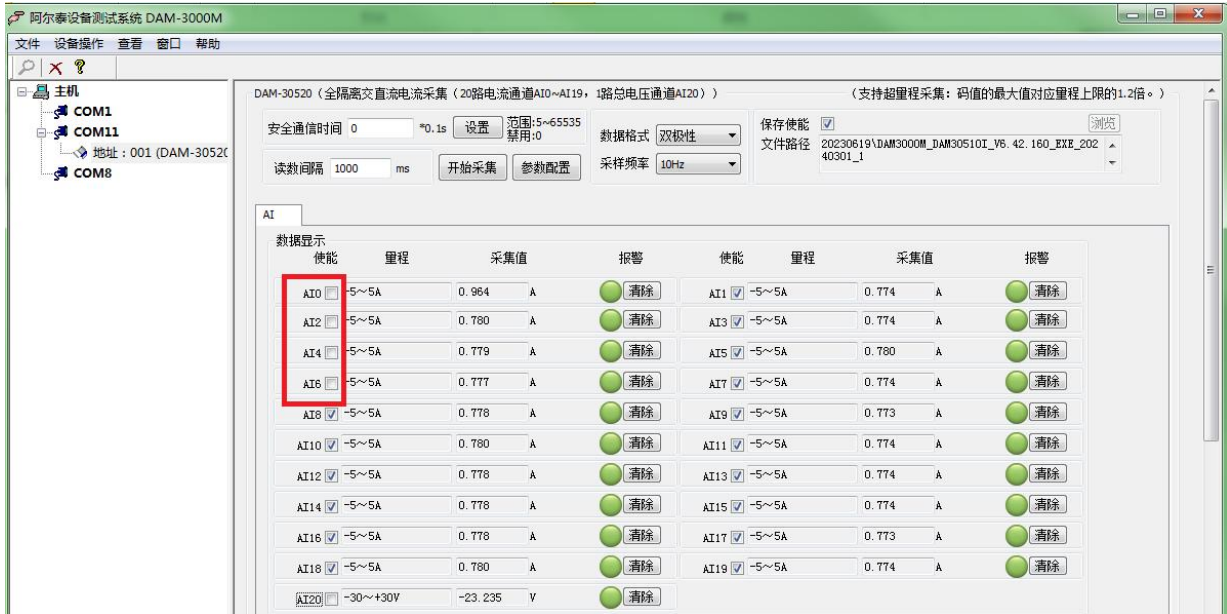 阿尔泰设备测试系统 DAM-3000M
文件 设备操作 查看 窗口 帮助
主机
COM1
COM11
地址：001 (DAM-3052(
COM8
DAM-30520（全隔离交直流电流采集（20路电流通道AI0~AI19，1路总电压通道AI20）） （支持超量程采集：码值的最大值对应量程上限的1.2倍。）
安全通信时间 0 *0.1s 设置 范围:5~65535
禁用:0
数据格式 双极性
保存使能 浏览
文件路径 20230619\DAM3000M_DAM30510I_V6.42.160_EXE_202
40301_1
读数间隔 1000 ms 开始采集 参数配置 采样频率 10Hz
AI
数据显示
使能 量程 采集值 报警 使能 量程 采集值 报警
AI0 -5~5A 0.964 A 清除 AI1 -5~5A 0.774 A 清除
AI2 -5~5A 0.780 A 清除 AI3 -5~5A 0.774 A 清除
AI4 -5~5A 0.779 A 清除 AI5 -5~5A 0.780 A 清除
AI6 -5~5A 0.777 A 清除 AI7 -5~5A 0.774 A 清除
AI8 -5~5A 0.778 A 清除 AI9 -5~5A 0.773 A 清除
AI10 -5~5A 0.780 A 清除 AI11 -5~5A 0.774 A 清除
AI12 -5~5A 0.778 A 清除 AI13 -5~5A 0.774 A 清除
AI14 -5~5A 0.778 A 清除 AI15 -5~5A 0.774 A 清除
AI16 -5~5A 0.778 A 清除 AI17 -5~5A 0.773 A 清除
AI18 -5~5A 0.780 A 清除 AI19 -5~5A 0.774 A 清除
AI20 -30~+30V -23.235 V 清除